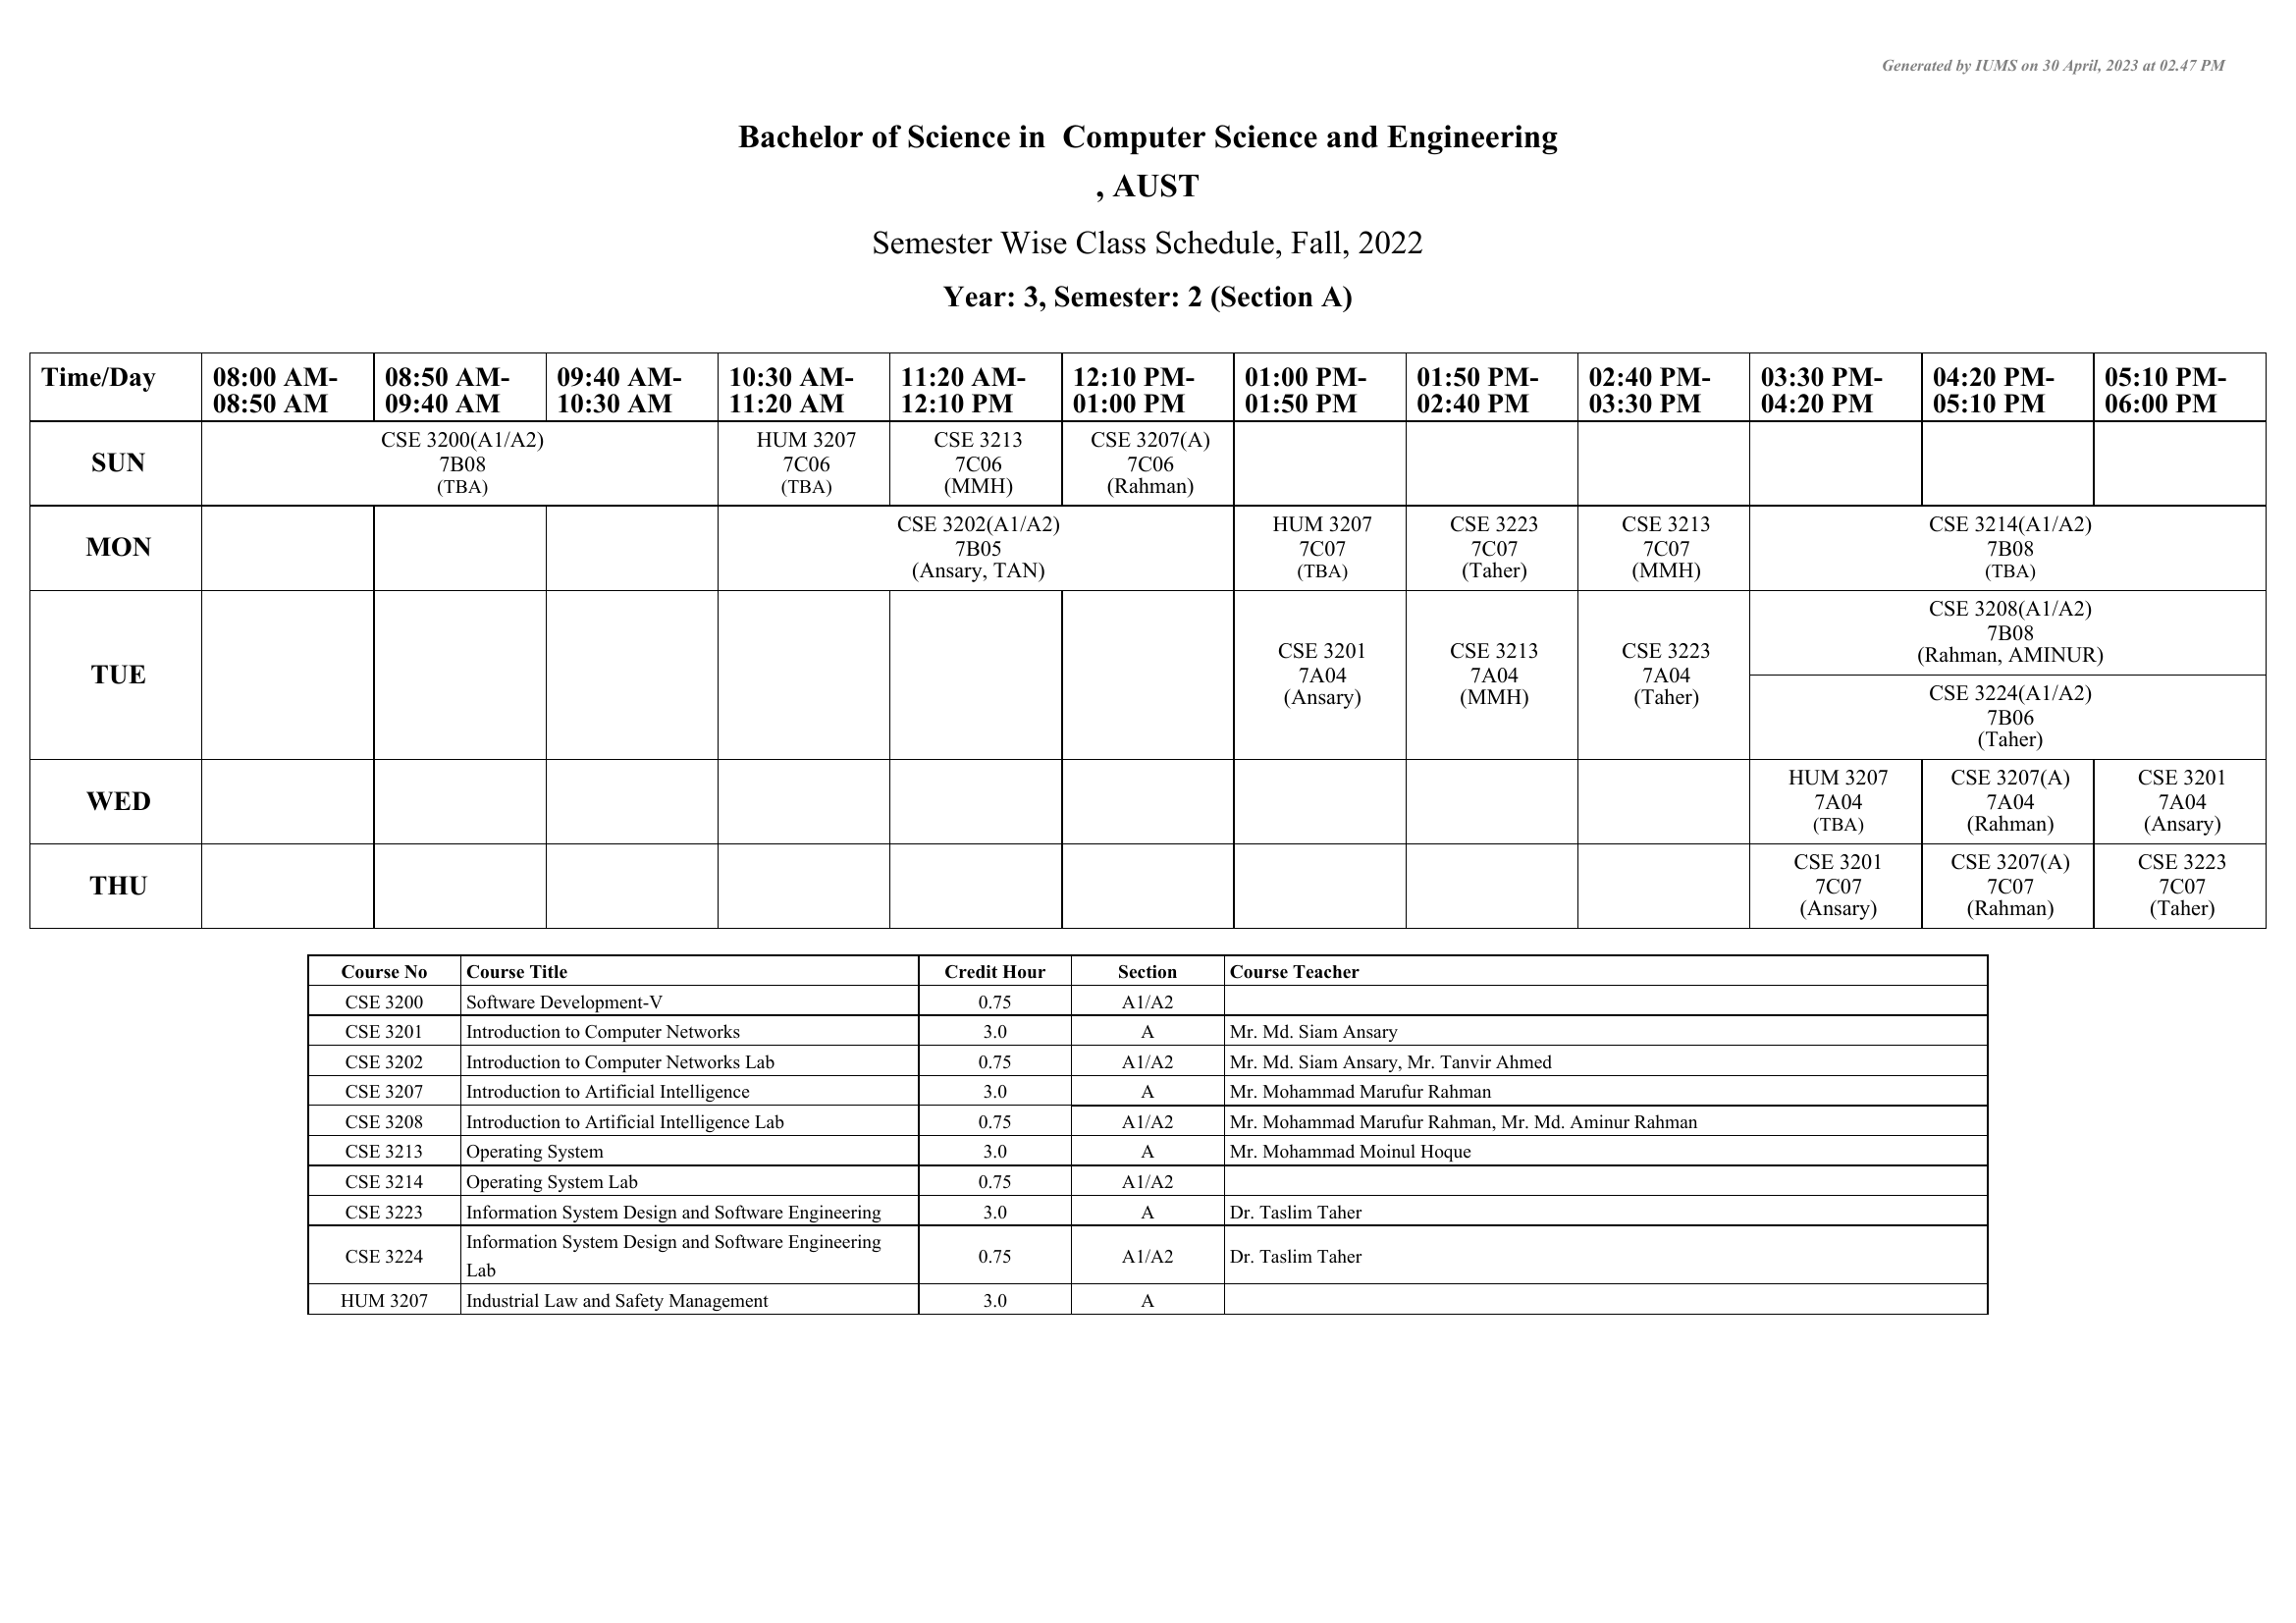 Generated by IUMS on 30 April, 2023 at 02.47 PM
Bachelor of Science in  Computer Science and Engineering
, AUST
Semester Wise Class Schedule, Fall, 2022
Year: 3, Semester: 2 (Section A)
Time/Day 08:00 AM-08:50 AM 08:50 AM-09:40 AM 09:40 AM-10:30 AM 10:30 AM-11:20 AM 11:20 AM-12:10 PM 12:10 PM-01:00 PM 01:00 PM-01:50 PM 01:50 PM-02:40 PM 02:40 PM-03:30 PM 03:30 PM-04:20 PM 04:20 PM-05:10 PM 05:10 PM-06:00 PM
SUN
CSE 3200(A1/A2)
7B08
(TBA)
HUM 3207
7C06
(TBA)
CSE 3213
7C06
(MMH)
CSE 3207(A)
7C06
(Rahman)
MON
CSE 3202(A1/A2)
7B05
(Ansary, TAN)
HUM 3207
7C07
(TBA)
CSE 3223
7C07
(Taher)
CSE 3213
7C07
(MMH)
CSE 3214(A1/A2)
7B08
(TBA)
TUE
CSE 3201
7A04
(Ansary)
CSE 3213
7A04
(MMH)
CSE 3223
7A04
(Taher)
CSE 3208(A1/A2)
7B08
(Rahman, AMINUR)
CSE 3224(A1/A2)
7B06
(Taher)
WED
HUM 3207
7A04
(TBA)
CSE 3207(A)
7A04
(Rahman)
CSE 3201
7A04
(Ansary)
THU
CSE 3201
7C07
(Ansary)
CSE 3207(A)
7C07
(Rahman)
CSE 3223
7C07
(Taher)
Course No Course Title Credit Hour Section Course Teacher
CSE 3200 Software Development-V 0.75 A1/A2
CSE 3201 Introduction to Computer Networks 3.0 A Mr. Md. Siam Ansary
CSE 3202 Introduction to Computer Networks Lab 0.75 A1/A2 Mr. Md. Siam Ansary, Mr. Tanvir Ahmed
CSE 3207 Introduction to Artificial Intelligence 3.0 A Mr. Mohammad Marufur Rahman
CSE 3208 Introduction to Artificial Intelligence Lab 0.75 A1/A2 Mr. Mohammad Marufur Rahman, Mr. Md. Aminur Rahman
CSE 3213 Operating System 3.0 A Mr. Mohammad Moinul Hoque
CSE 3214 Operating System Lab 0.75 A1/A2
CSE 3223 Information System Design and Software Engineering 3.0 A Dr. Taslim Taher
CSE 3224 Information System Design and Software Engineering Lab 0.75 A1/A2 Dr. Taslim Taher
HUM 3207 Industrial Law and Safety Management 3.0 A